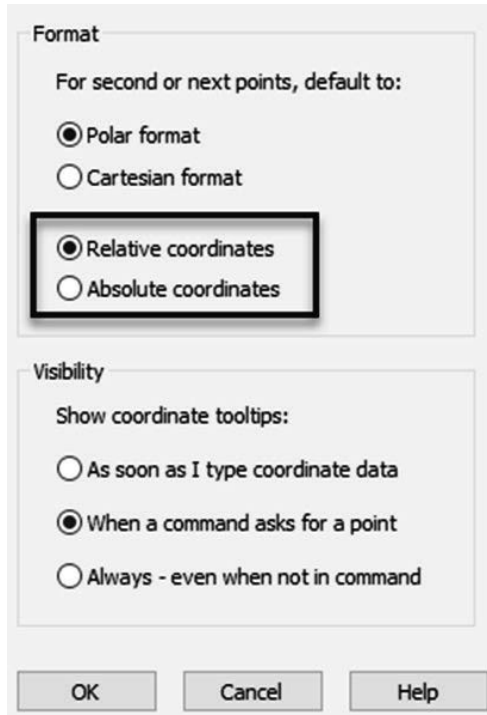 Format
For second or next points, default to:
Polar format
Cartesian format
Relative coordinates
Absolute coordinates
Visibility
Show coordinate tooltips:
As soon as I type coordinate data
When a command asks for a point
Always - even when not in command
OK Cancel Help